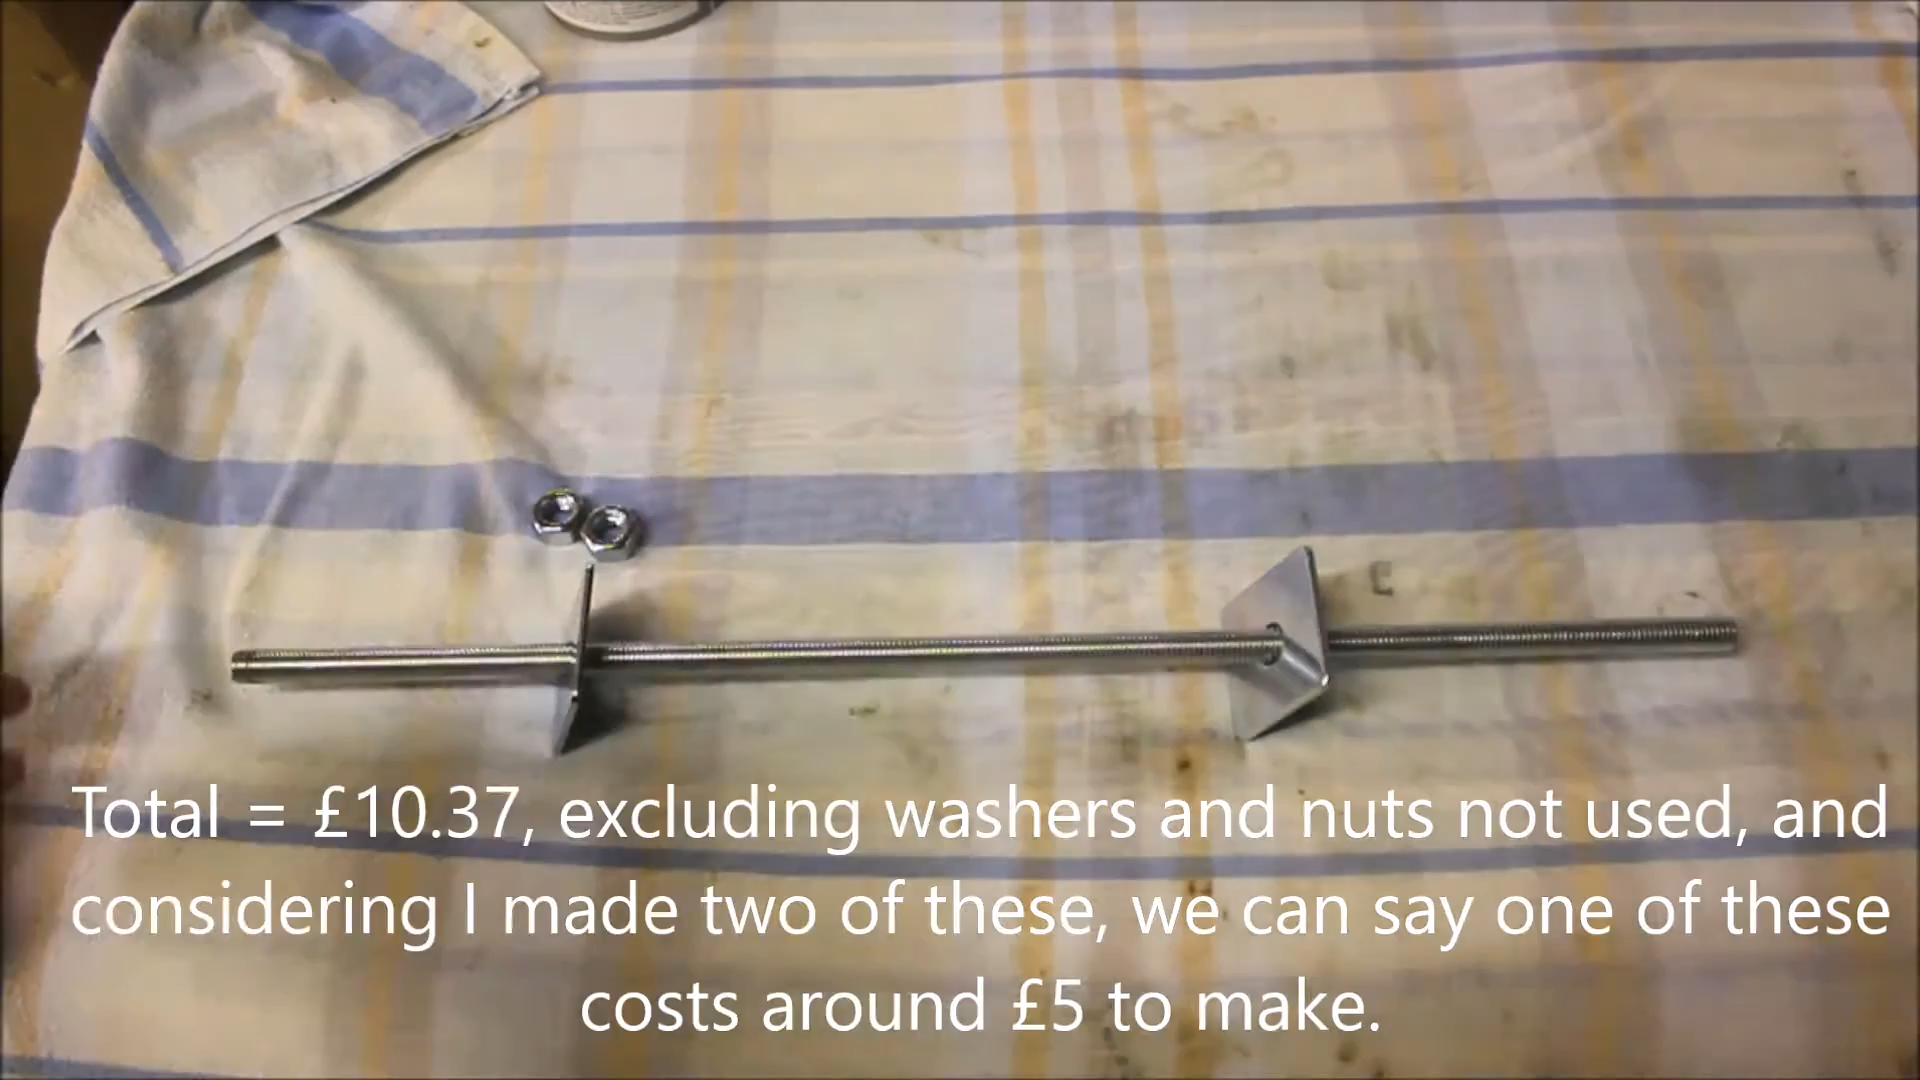 Total = £10.37, excluding washers and nuts not used, and
considering I made two of these, we can say one of these
costs around £5 to make.